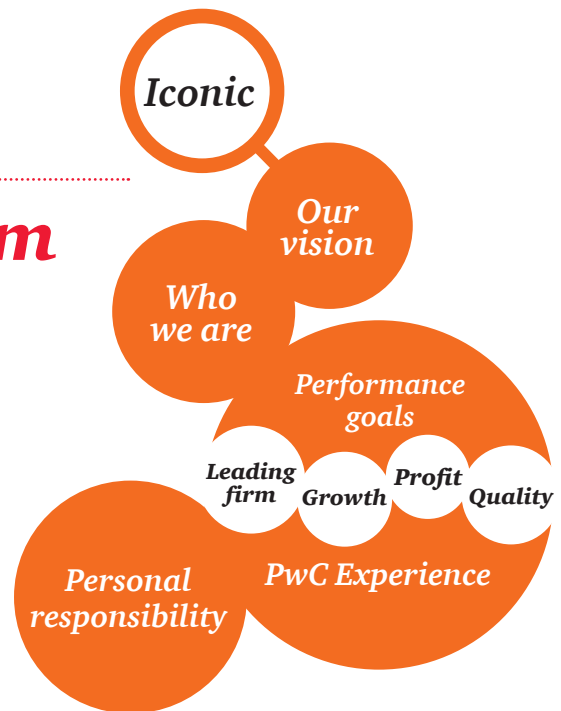 Iconic
m
Our
vision
Who
we are
Performance
goals
Leading
firm
Growth
Profit
Quality
PwC Experience
Personal
responsibility